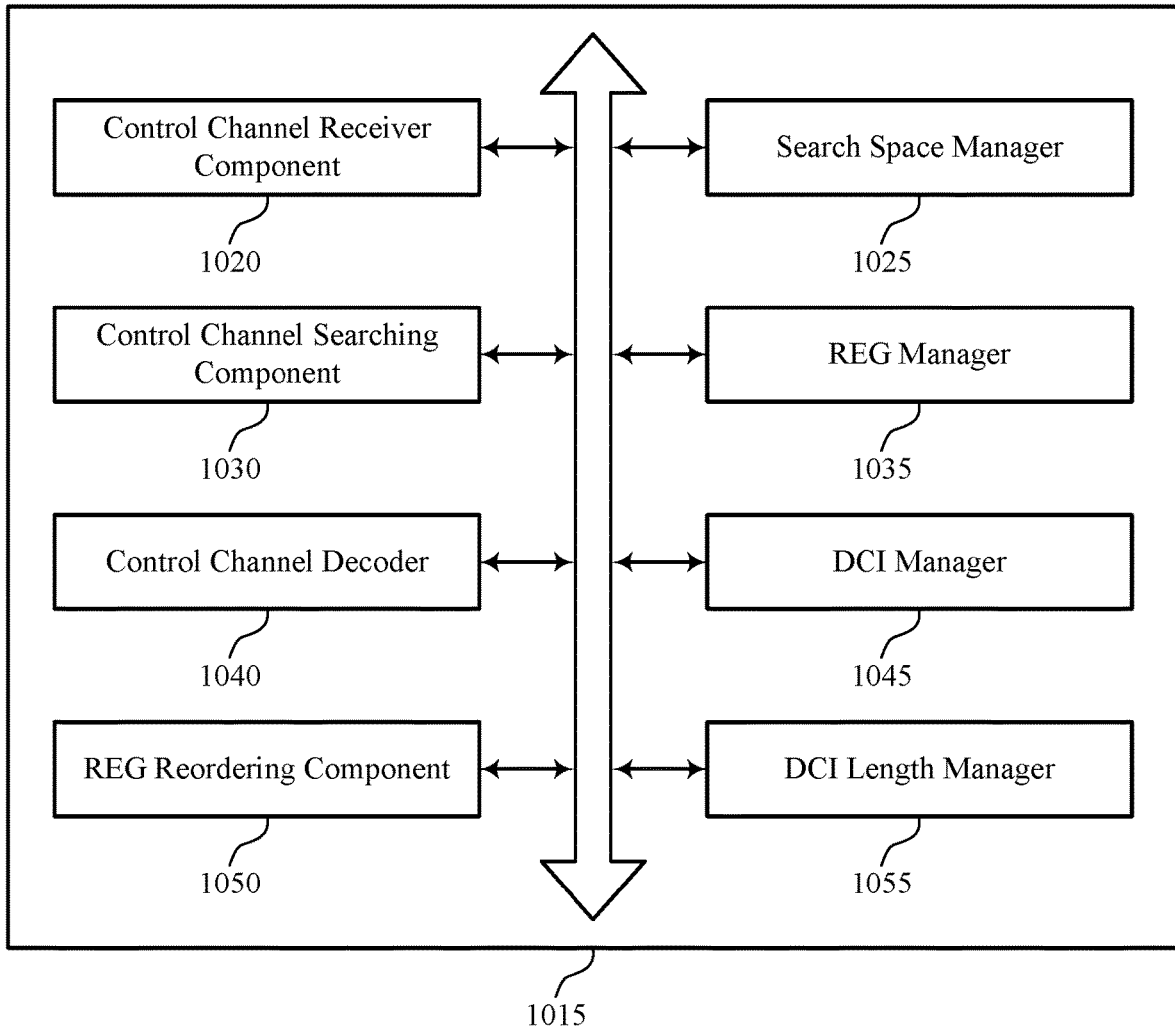 Control Channel Receiver
Component
1020
Search Space Manager
1025
Control Channel Searching
Component
1030
REG Manager
1035
Control Channel Decoder
1040
DCI Manager
1045
REG Reordering Component
1050
DCI Length Manager
1055
1015